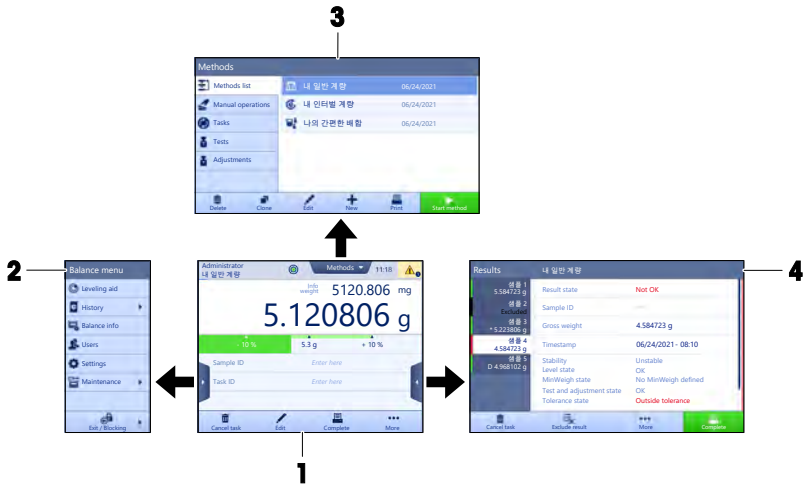 3
Methods
Methods list
Manual operations
Tasks
Tests
Adjustments
내 일반 계량 06/24/2021
내 인터벌 계량 06/24/2021
나의 간편한 배합 06/24/2021
Delete Clone Edit New Print Start method
2
Balance menu
Leveling aid
History
Balance info
Users
Settings
Maintenance
Exit / Blocking
Administrator
내 일반 계량
Methods 11:18
Info weight 5120.806 mg
5.120806 g
- 10 % 5.3 g + 10 %
Sample ID Enter here
Task ID Enter here
Cancel task Edit Complete More
1
4
Results 내 일반 계량
샘플 1
5.584723 g
샘플 2
Excluded
샘플 3
* 5.223806 g
샘플 4
4.584723 g
샘플 5
D 4.968102 g
Result state Not OK
Sample ID ---
Gross weight 4.584723 g
Timestamp 06/24/2021 - 08:10
Stability Unstable
Level state OK
MinWeigh state No MinWeigh defined
Test and adjustment state OK
Tolerance state Outside tolerance
Cancel task Exclude result More Complete